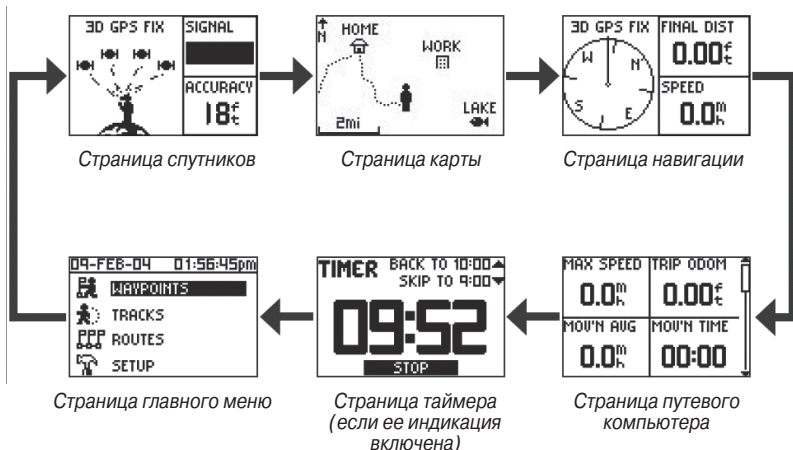 3D GPS FIX
SIGNAL
ACCURACY
18ft
N
HOME
WORK
LAKE
2mi
3D GPS FIX
W
N
S
E
FINAL DIST
0.00ft
SPEED
0.0mh
Страница спутников
Страница карты
Страница навигации
09-FEB-04 01:56:45pm
WAYPOINTS
TRACKS
ROUTES
SETUP
TIMER
BACK TO 10:00
SKIP TO 9:00
09:52
STOP
MAX SPEED
TRIP ODOM
0.0mh
0.00ft
MOV'N AVG
MOV'N TIME
0.0mh
00:00
Страница главного меню
Страница таймера
(если ее индикация
включена)
Страница путевого
компьютера